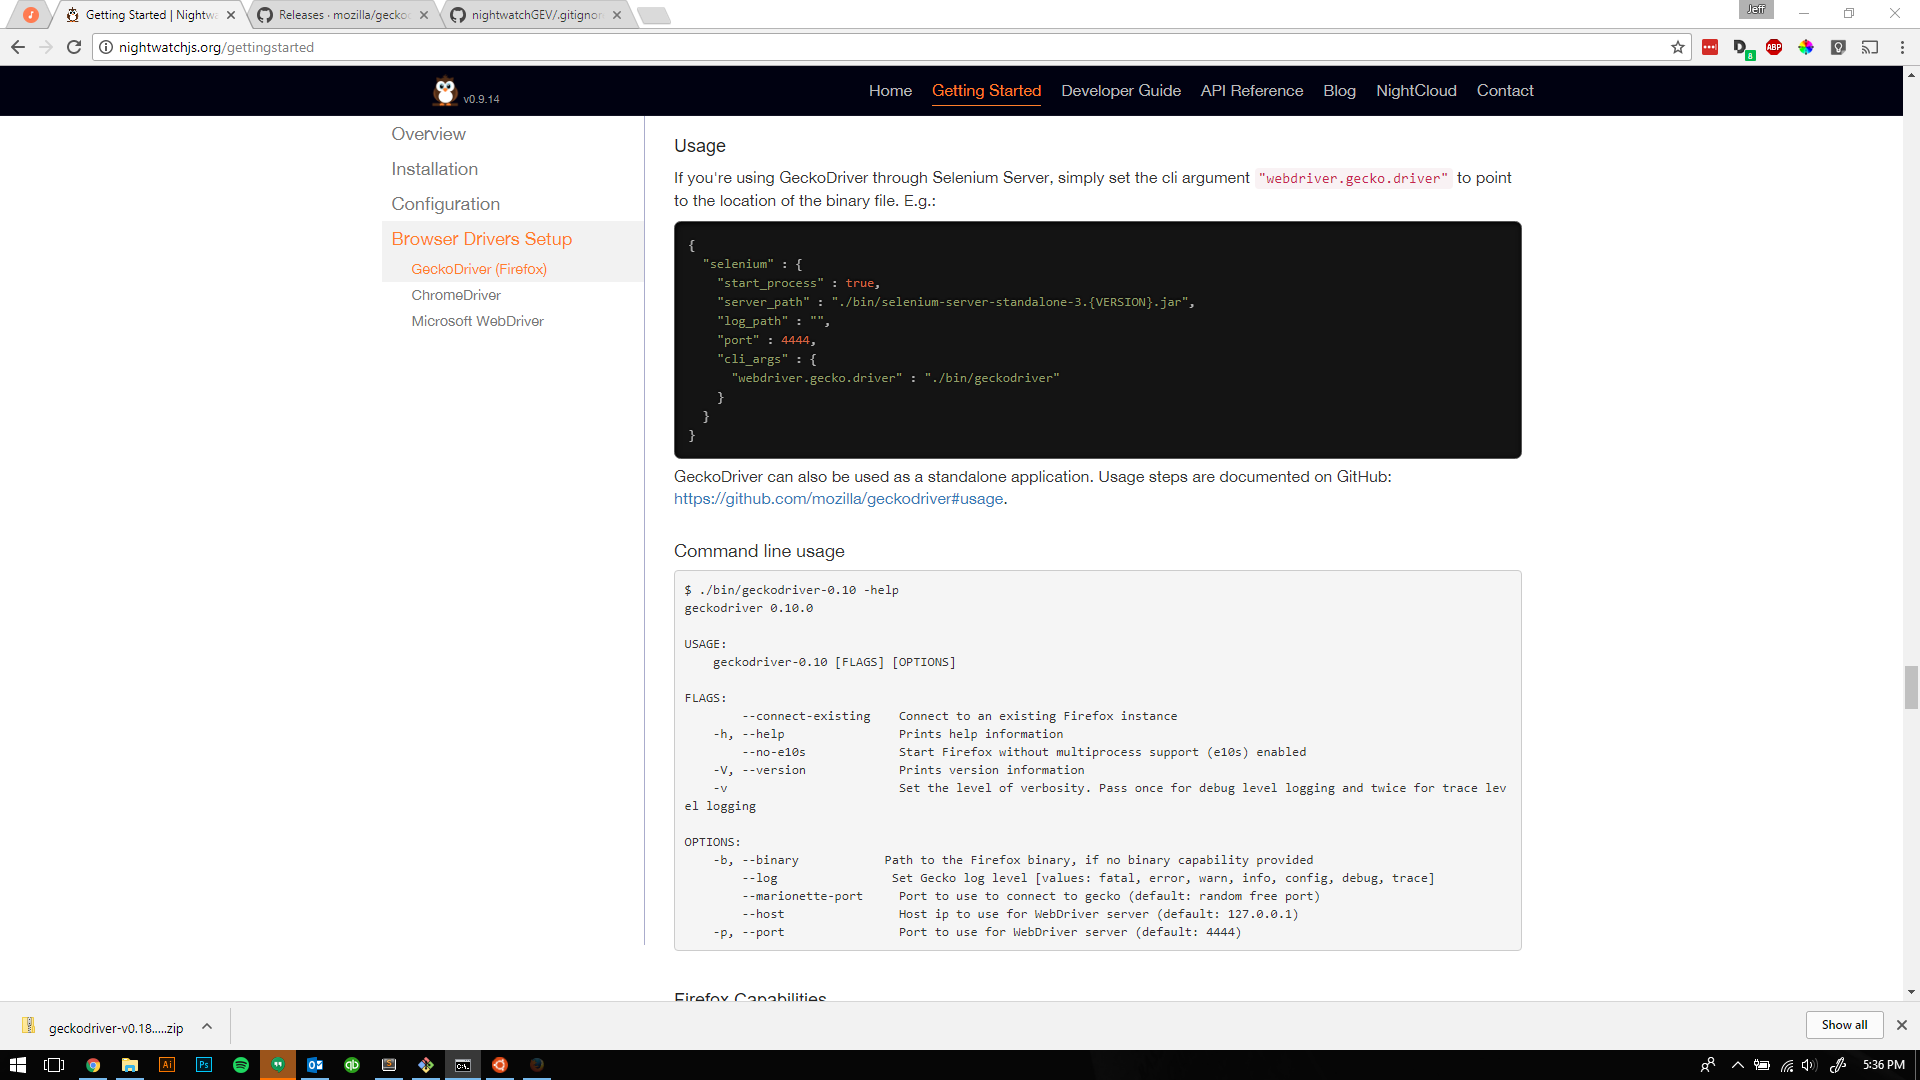 Getting Started | Nightwa
Releases · mozilla/gecko
nightwatchGEV/.gitignor
Jeff
nightwatchjs.org/gettingstarted
ABP
8
v0.9.14
Home
Getting Started
Developer Guide
API Reference
Blog
NightCloud
Contact
Overview
Installation
Configuration
Browser Drivers Setup
GeckoDriver (Firefox)
ChromeDriver
Microsoft WebDriver
Usage
If you're using GeckoDriver through Selenium Server, simply set the cli argument "webdriver.gecko.driver" to point
to the location of the binary file. E.g.:
{
"selenium" : {
"start_process" : true,
"server_path" : "./bin/selenium-server-standalone-3.{VERSION}.jar",
"log_path" : "",
"port" : 4444,
"cli_args" : {
"webdriver.gecko.driver" : "./bin/geckodriver"
}
}
}
GeckoDriver can also be used as a standalone application. Usage steps are documented on GitHub:
https://github.com/mozilla/geckodriver#usage.
Command line usage
$ ./bin/geckodriver-0.10 -help
geckodriver 0.10.0
USAGE:
geckodriver-0.10 [FLAGS] [OPTIONS]
FLAGS:
--connect-existing    Connect to an existing Firefox instance
-h, --help            Prints help information
--no-e10s             Start Firefox without multiprocess support (e10s) enabled
-V, --version         Prints version information
-v                    Set the level of verbosity. Pass once for debug level logging and twice for trace lev
el logging
OPTIONS:
-b, --binary            Path to the Firefox binary, if no binary capability provided
--log                Set Gecko log level [values: fatal, error, warn, info, config, debug, trace]
--marionette-port     Port to use to connect to gecko (default: random free port)
--host                Host ip to use for WebDriver server (default: 127.0.0.1)
-p, --port                Port to use for WebDriver server (default: 4444)
Firefox Capabilities
geckodriver-v0.18.....zip
Show all
Ai
Ps
qb
5:36 PM